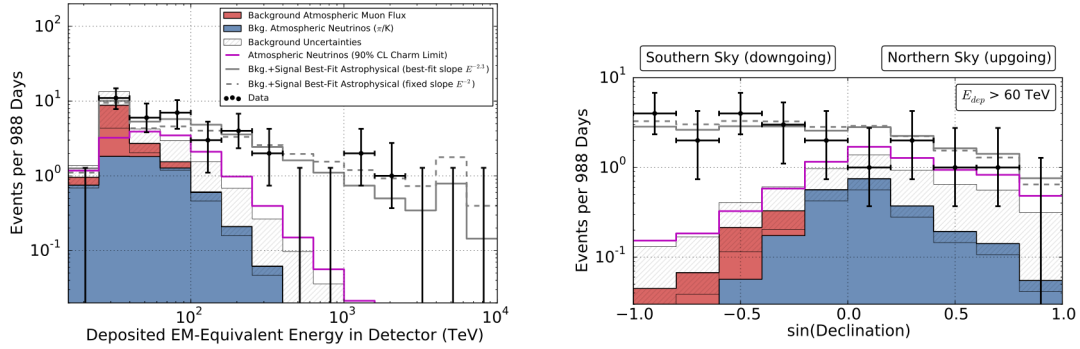 Background Atmospheric Muon Flux
Bkg. Atmospheric Neutrinos (π/K)
Background Uncertainties
Atmospheric Neutrinos (90% CL Charm Limit)
Bkg.+Signal Best-Fit Astrophysical (best-fit slope E^-2.3)
Bkg.+Signal Best-Fit Astrophysical (fixed slope E^-2)
Data
Events per 988 Days
10^2
10^1
10^0
10^-1
10^2
10^3
10^4
Deposited EM-Equivalent Energy in Detector (TeV)
Southern Sky (downgoing)
Northern Sky (upgoing)
E_dep > 60 TeV
Events per 988 Days
10^1
10^0
10^-1
−1.0
−0.5
0.0
0.5
1.0
sin(Declination)